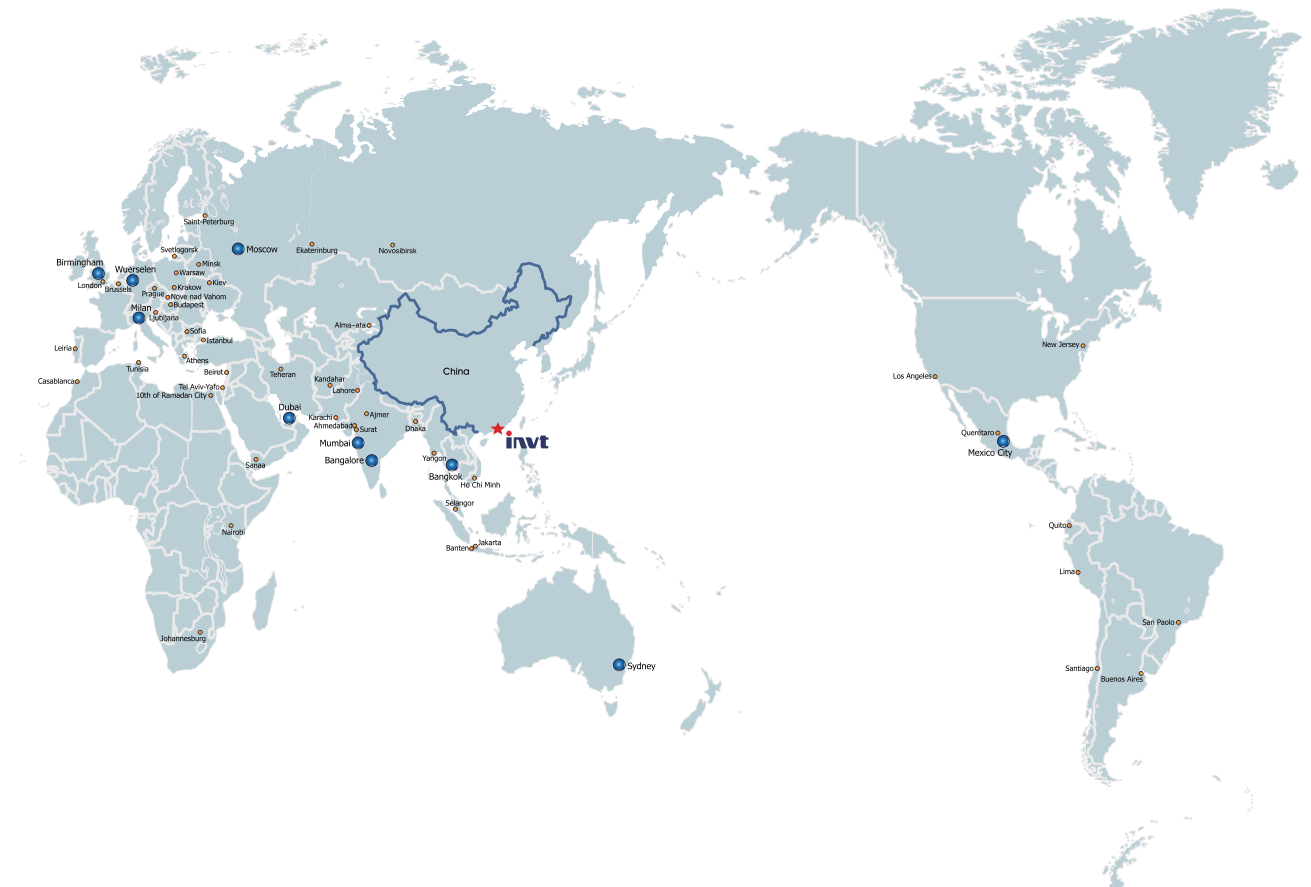 Saint-Peterburg
Moscow
Ekaterinburg
Novosibirsk
Svetlogorsk
Birmingham
Wuerselen
Minsk
Warsaw
London
Brussels
Kiev
Krakow
Prague
Nove nad Vahom
Budapest
Milan
Ljubljana
Alma-ata
Sofia
Istanbul
New Jersey
Leiria
Athens
Tunisia
China
Beirut
Teheran
Los Angeles
Casablanca
Kandahar
Tel Aviv-Yafo
Lahore
10th of Ramadan City
Dubai
Karachi
Ajmer
Ahmedabad
Surat
Dhaka
invt
Querétaro
Mumbai
Mexico City
Bangalore
Yangon
Sanaa
Bangkok
Ho Chi Minh
Selangor
Quito
Nairobi
Jakarta
Banten
Lima
San Paolo
Johannesburg
Sydney
Santiago
Buenos Aires